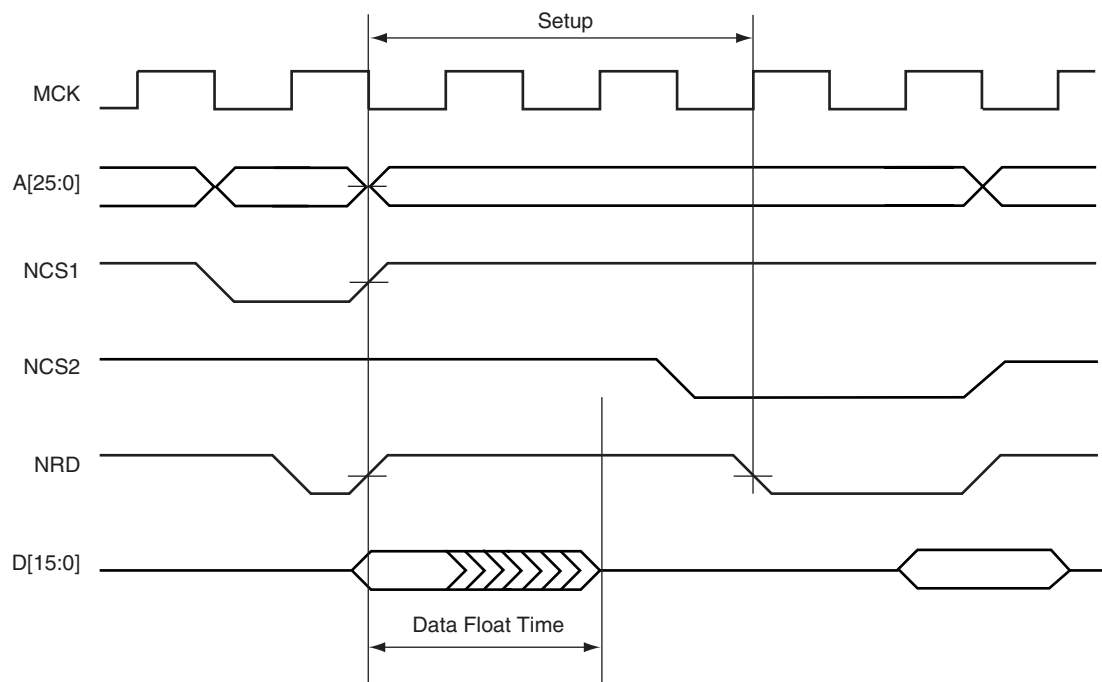 Setup
MCK
A[25:0]
NCS1
NCS2
NRD
D[15:0]
Data Float Time